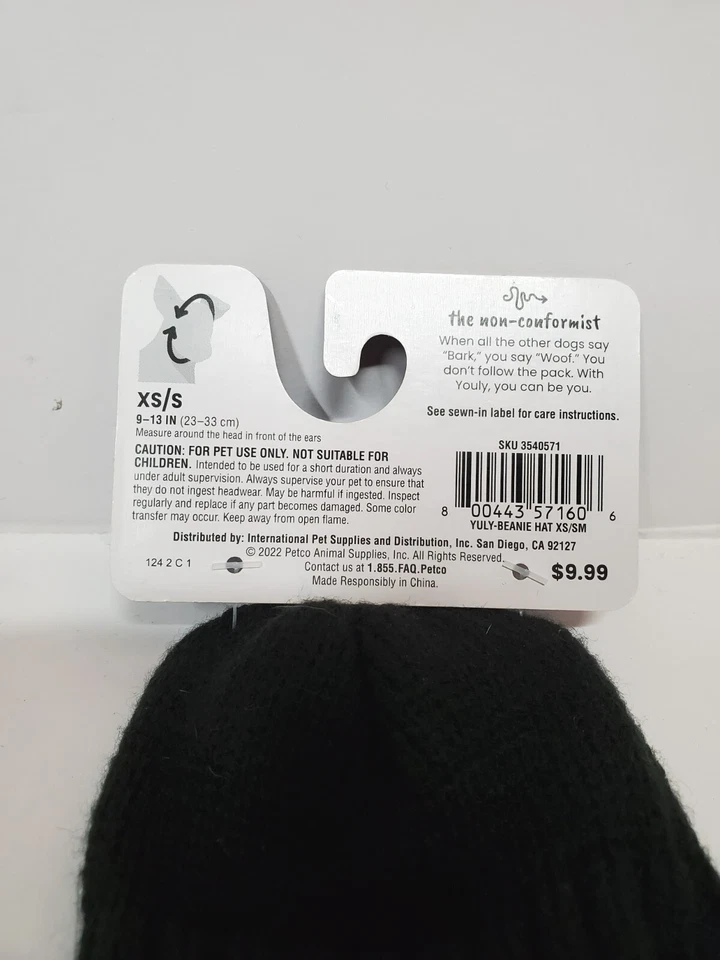 XS/S
9–13 IN (23–33 cm)
Measure around the head in front of the ears
CAUTION: FOR PET USE ONLY. NOT SUITABLE FOR
CHILDREN. Intended to be used for a short duration and always
under adult supervision. Always supervise your pet to ensure that
they do not ingest headwear. May be harmful if ingested. Inspect
regularly and replace if any part becomes damaged. Some color
transfer may occur. Keep away from open flame.
the non-conformist
When all the other dogs say
“Bark,” you say “Woof.” You
don’t follow the pack. With
Youly, you can be you.
See sewn-in label for care instructions.
SKU 3540571
8 00443 57160 6
YULY-BEANIE HAT XS/SM
Distributed by: International Pet Supplies and Distribution, Inc. San Diego, CA 92127
© 2022 Petco Animal Supplies, Inc. All Rights Reserved.
Contact us at 1.855.FAQ.Petco
Made Responsibly in China.
124 2 C 1
$9.99